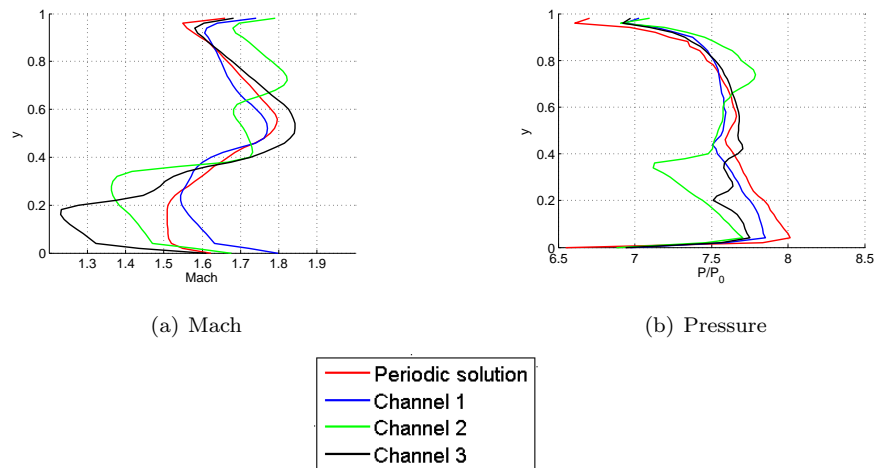 1
0.8
0.6
0.4
0.2
0
y
1.3 1.4 1.5 1.6 1.7 1.8 1.9
Mach
(a) Mach
1
0.8
0.6
0.4
0.2
0
y
6.5 7 7.5 8 8.5
P/P0
(b) Pressure
Periodic solution
Channel 1
Channel 2
Channel 3